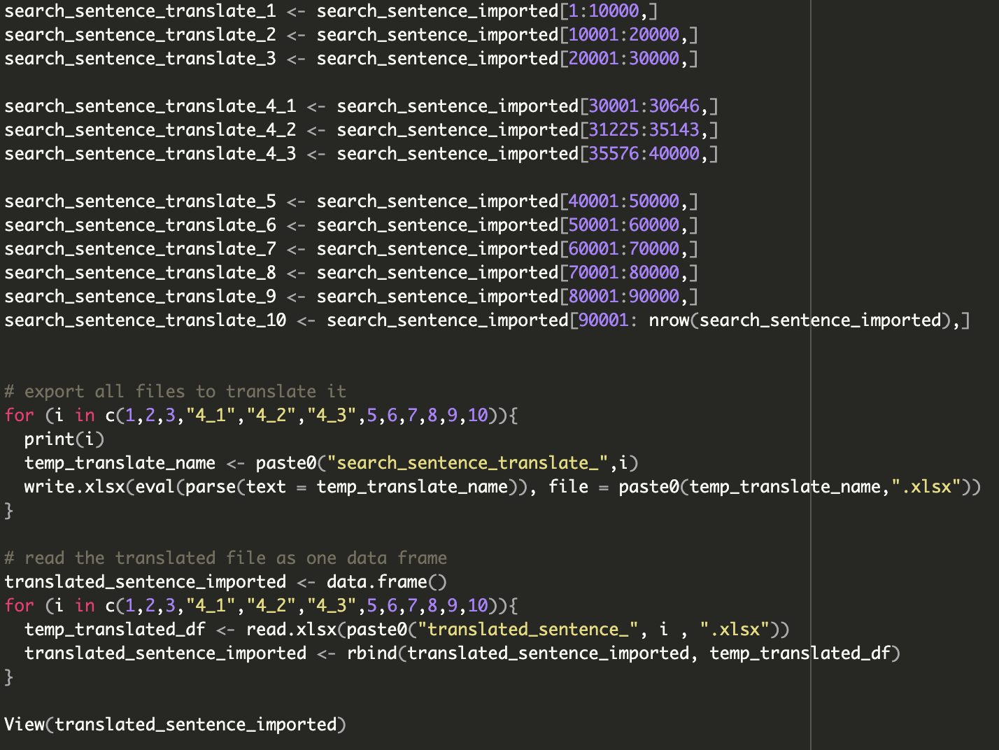 search_sentence_translate_1 <- search_sentence_imported[1:10000,]
search_sentence_translate_2 <- search_sentence_imported[10001:20000,]
search_sentence_translate_3 <- search_sentence_imported[20001:30000,]

search_sentence_translate_4_1 <- search_sentence_imported[30001:30646,]
search_sentence_translate_4_2 <- search_sentence_imported[31225:35143,]
search_sentence_translate_4_3 <- search_sentence_imported[35576:40000,]

search_sentence_translate_5 <- search_sentence_imported[40001:50000,]
search_sentence_translate_6 <- search_sentence_imported[50001:60000,]
search_sentence_translate_7 <- search_sentence_imported[60001:70000,]
search_sentence_translate_8 <- search_sentence_imported[70001:80000,]
search_sentence_translate_9 <- search_sentence_imported[80001:90000,]
search_sentence_translate_10 <- search_sentence_imported[90001: nrow(search_sentence_imported),]


# export all files to translate it
for (i in c(1,2,3,"4_1","4_2","4_3",5,6,7,8,9,10)){
  print(i)
  temp_translate_name <- paste0("search_sentence_translate_",i)
  write.xlsx(eval(parse(text = temp_translate_name)), file = paste0(temp_translate_name,".xlsx"))
}

# read the translated file as one data frame
translated_sentence_imported <- data.frame()
for (i in c(1,2,3,"4_1","4_2","4_3",5,6,7,8,9,10)){
  temp_translated_df <- read.xlsx(paste0("translated_sentence_", i , ".xlsx"))
  translated_sentence_imported <- rbind(translated_sentence_imported, temp_translated_df)
}

View(translated_sentence_imported)